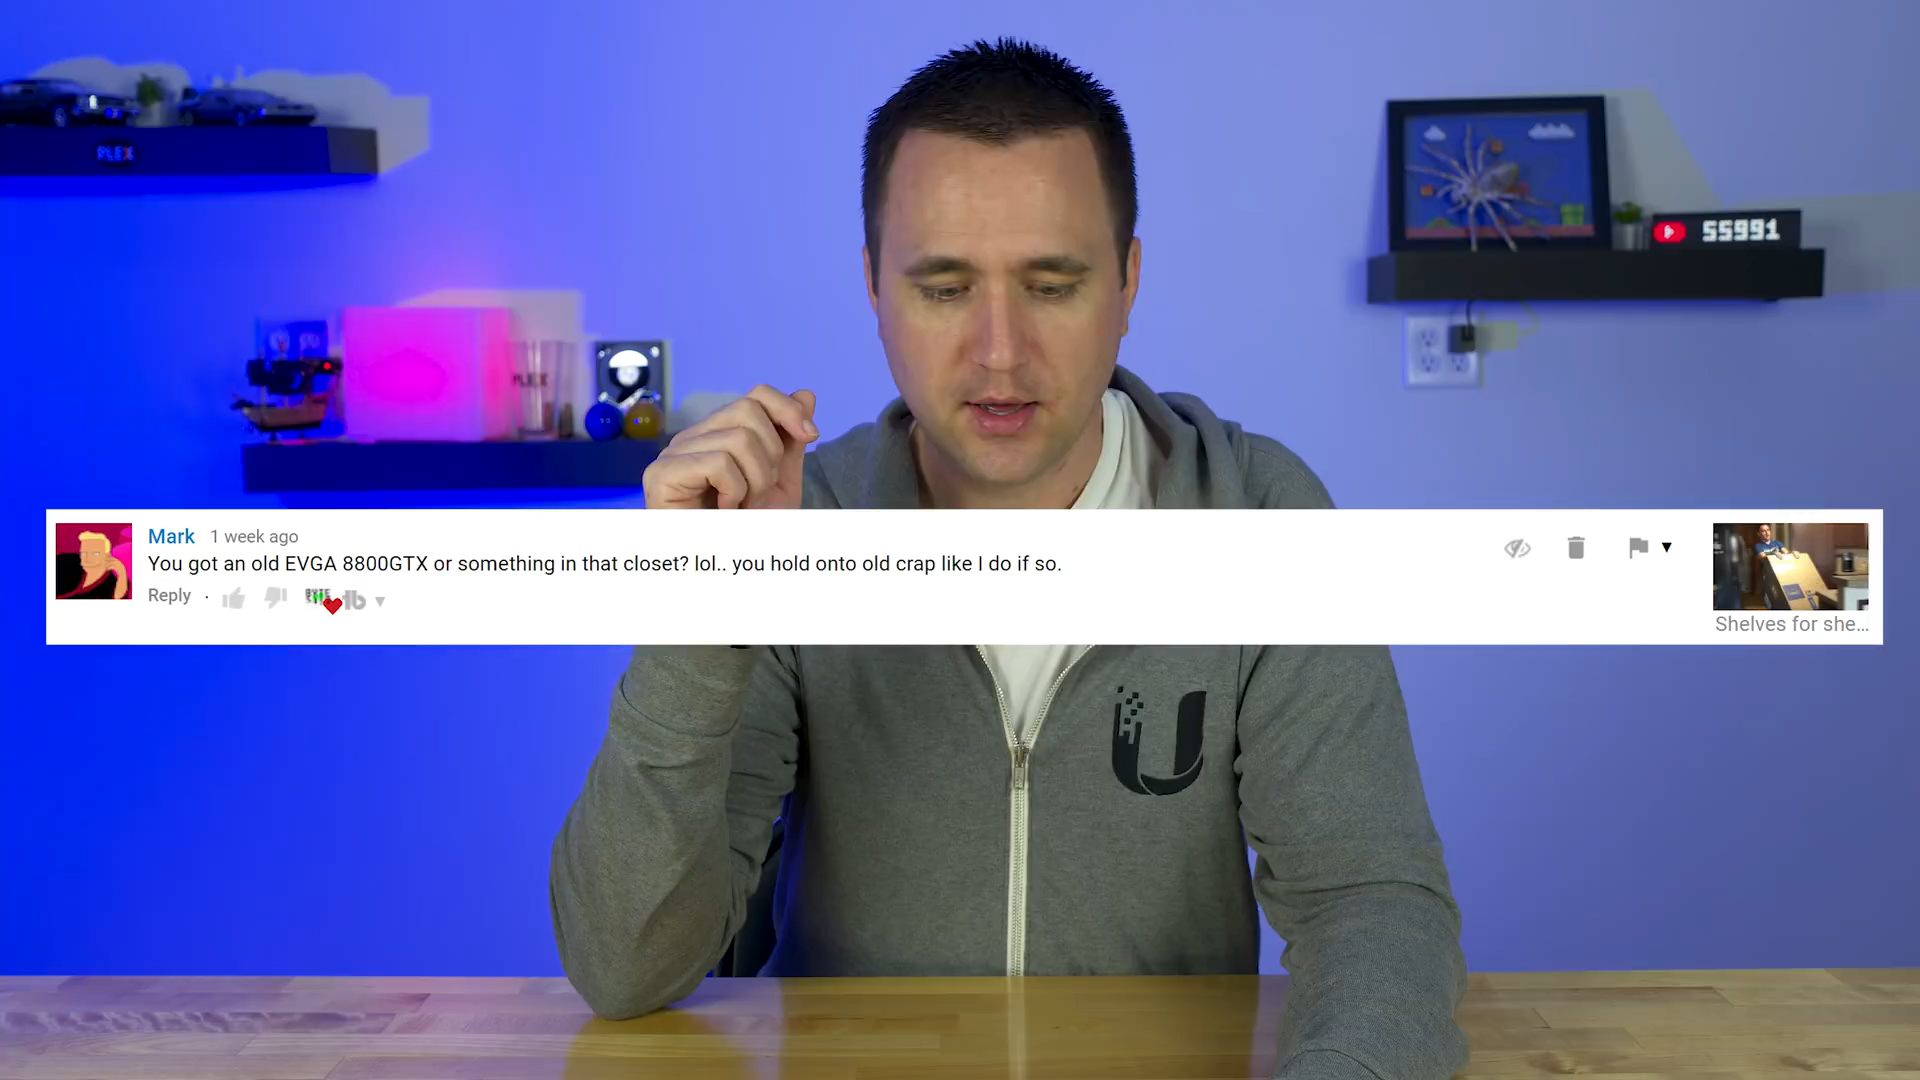 PLEX
55991
PLEX
Mark 1 week ago
You got an old EVGA 8800GTX or something in that closet? lol.. you hold onto old crap like I do if so.
Reply ·
Shelves for she...
U